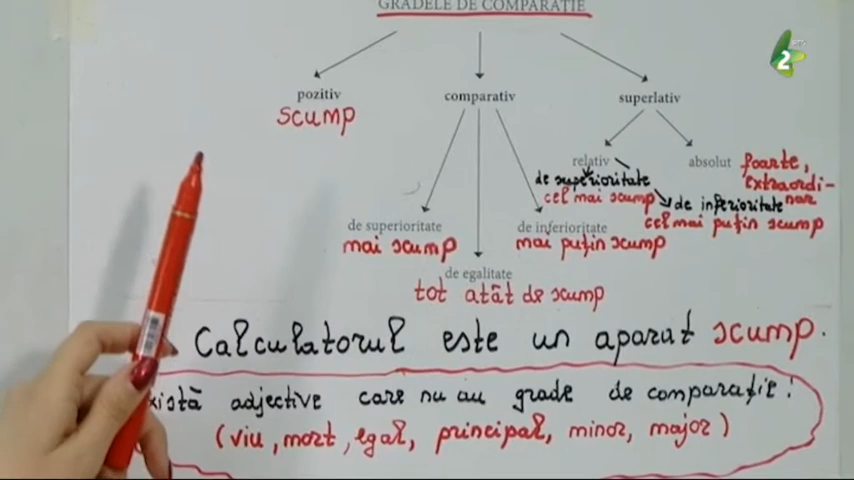 GRADELE DE COMPARAȚIE
2
pozitiv
comparativ
superlativ
scump
relativ
absolut
foarte,
extraordi-
nar
de superioritate
cel mai scump
de inferioritate
cel mai puțin scump
de superioritate
mai scump
de inferioritate
mai puțin scump
de egalitate
tot atât de scump
Calculatorul este un aparat scump.
xistă adjective care nu au grade de comparație!
(viu, mort, egal, principal, minor, major)